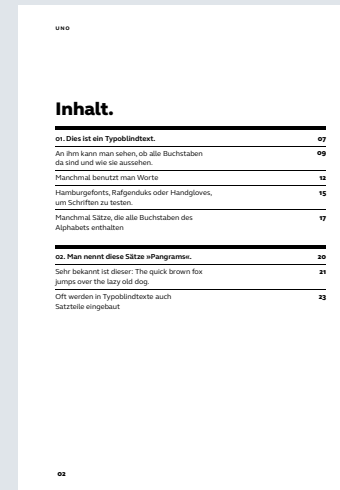 UNO
Inhalt.
01. Dies ist ein Typoblindtext. 07
An ihm kann man sehen, ob alle Buchstaben 09
da sind und wie sie aussehen.
Manchmal benutzt man Worte 12
Hamburgefonts, Rafgenduks oder Handgloves, 15
um Schriften zu testen.
Manchmal Sätze, die alle Buchstaben des 17
Alphabets enthalten
02. Man nennt diese Sätze »Pangrams«. 20
Sehr bekannt ist dieser: The quick brown fox 21
jumps over the lazy old dog.
Oft werden in Typoblindtexte auch 23
Satzteile eingebaut
02